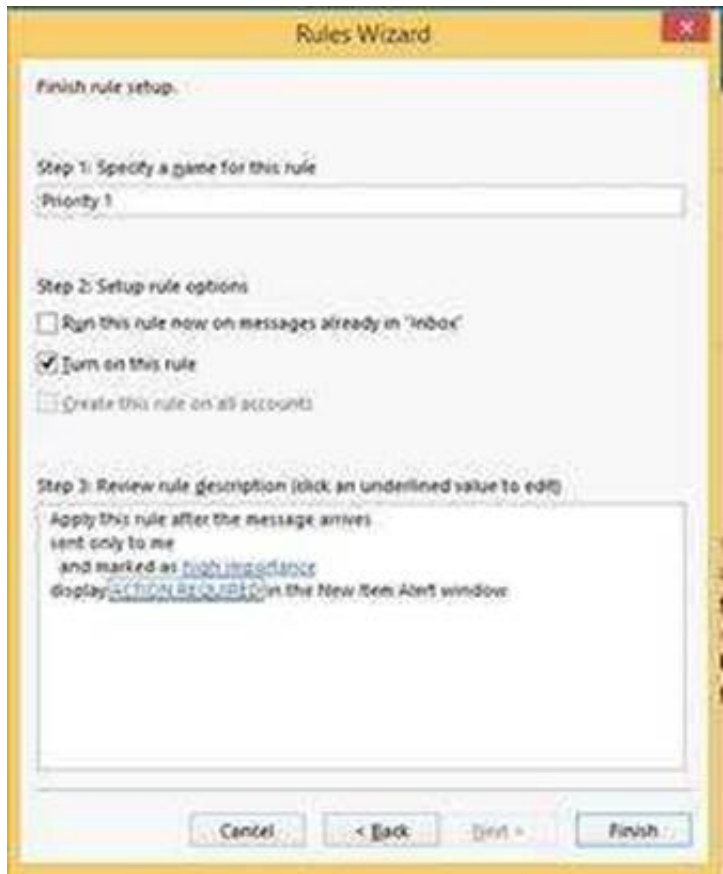 Rules Wizard
Finish rule setup.
Step 1: Specify a name for this rule
Priority 1
Step 2: Setup rule options
Run this rule now on messages already in "Inbox"
Turn on this rule
Create this rule on all accounts
Step 3: Review rule description (click an underlined value to edit)
Apply this rule after the message arrives
sent only to me
and marked as high importance
display ACTION REQUIRED! in the New Item Alert window
Cancel
< Back
Next >
Finish